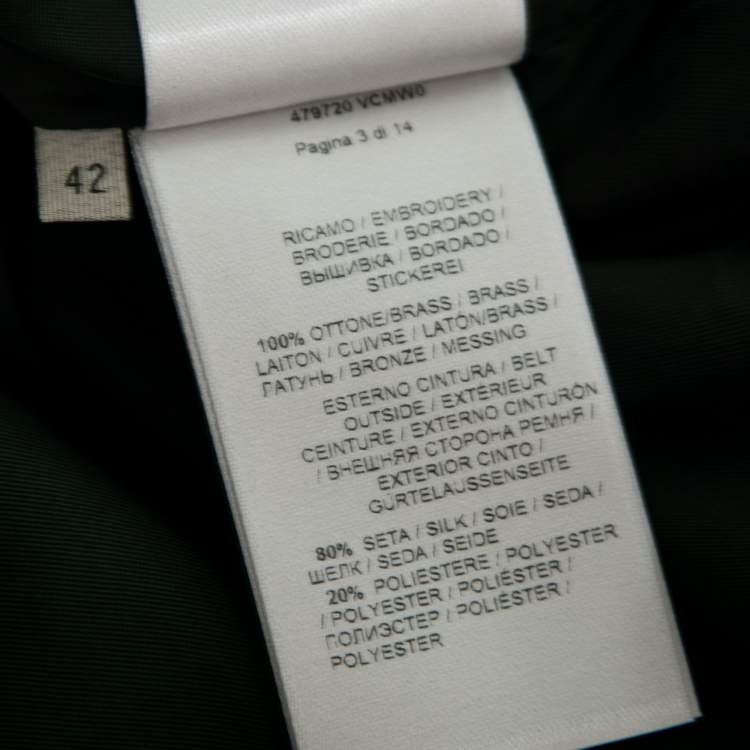 479720 VCMW0
Pagina 3 di 14
42
RICAMO / EMBROIDERY /
BRODERIE / BORDADO /
ВЫШИВКА / BORDADO /
STICKEREI
100% OTTONE/BRASS / BRASS /
LAITON / CUIVRE / LATÓN/BRASS /
ЛАТУНЬ / BRONZE / MESSING
ESTERNO CINTURA / BELT
OUTSIDE / EXTÉRIEUR
CEINTURE / EXTERNO CINTURÓN
/ ВНЕШНЯЯ СТОРОНА РЕМНЯ /
EXTERIOR CINTO /
GÜRTELAUSSENSEITE
80% SETA / SILK / SOIE / SEDA /
ШЕЛК / SEDA / SEIDE
20% POLIESTERE / POLYESTER
/ POLYESTER / POLIÉSTER /
ПОЛИЭСТЕР / POLIÉSTER /
POLYESTER